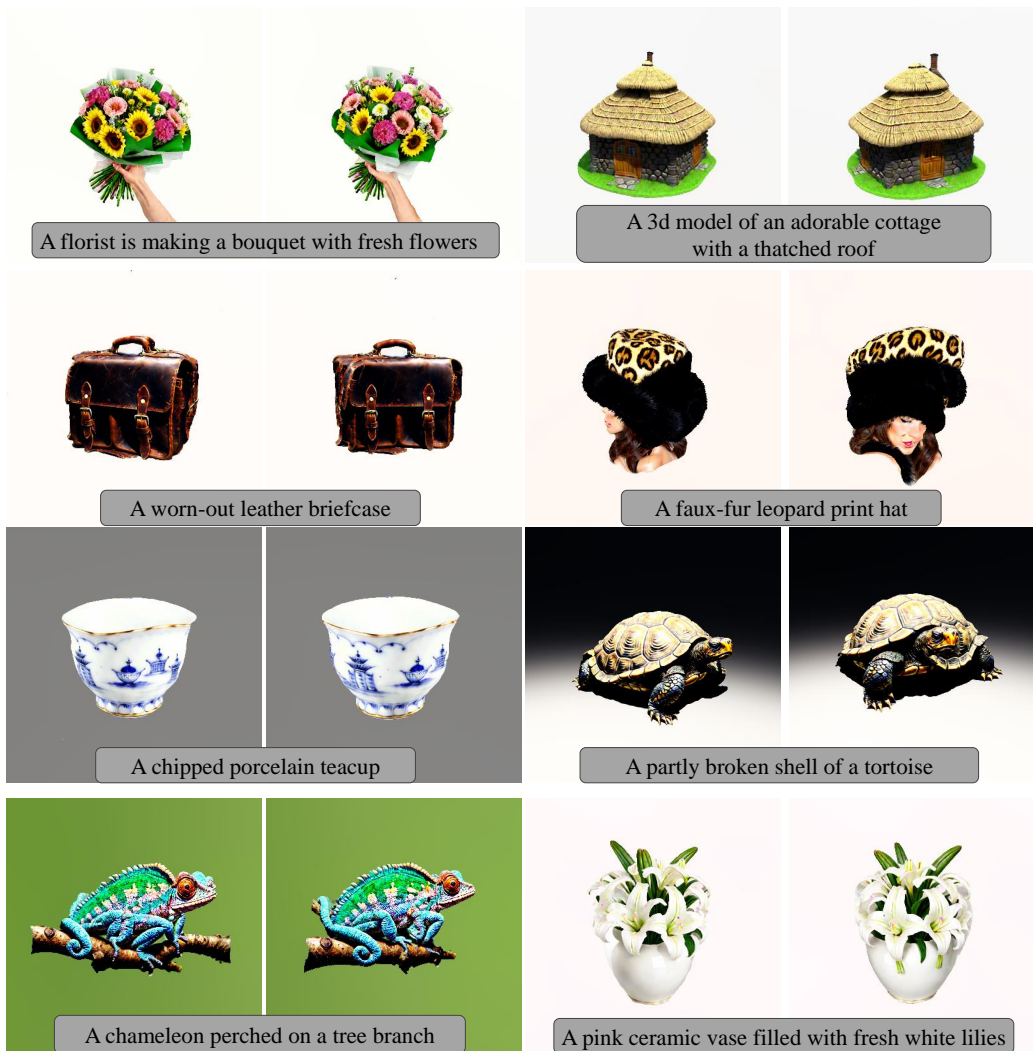 A florist is making a bouquet with fresh flowers
A 3d model of an adorable cottage
with a thatched roof
A worn-out leather briefcase
A faux-fur leopard print hat
A chipped porcelain teacup
A partly broken shell of a tortoise
A chameleon perched on a tree branch
A pink ceramic vase filled with fresh white lilies